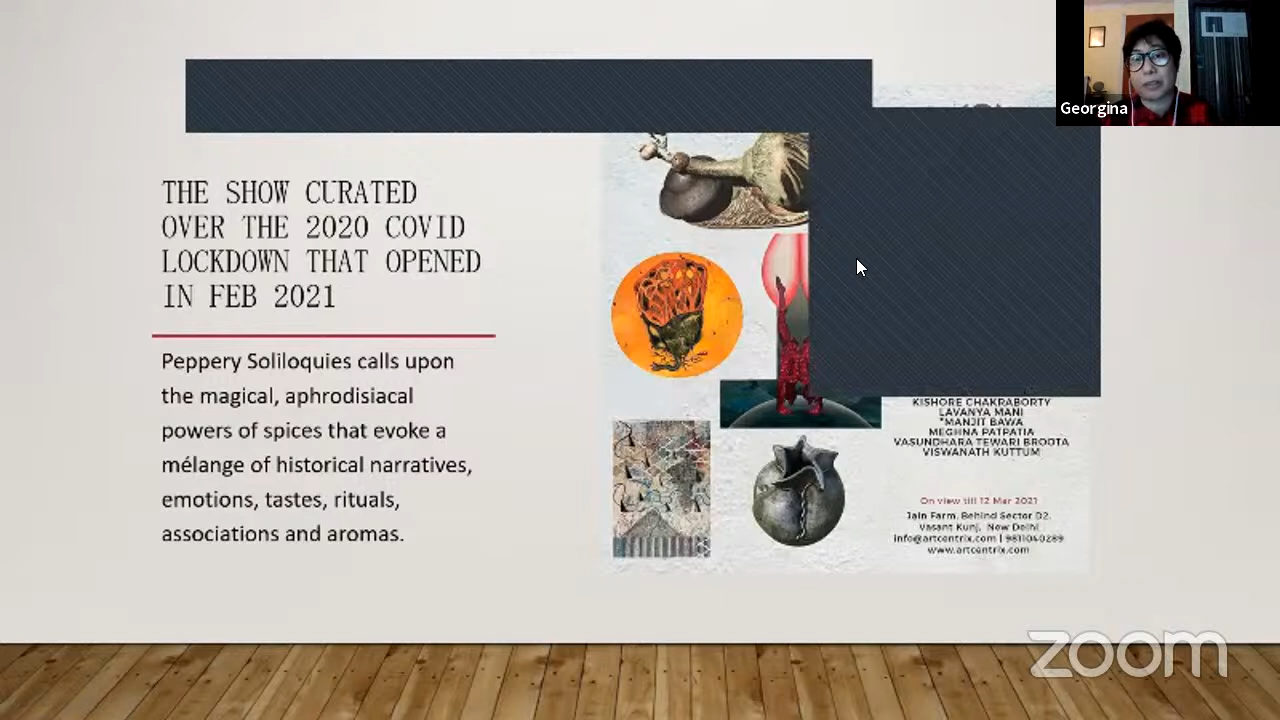 Georgina
THE SHOW CURATED
OVER THE 2020 COVID
LOCKDOWN THAT OPENED
IN FEB 2021
Peppery Soliloquies calls upon
the magical, aphrodisiacal
powers of spices that evoke a
mélange of historical narratives,
emotions, tastes, rituals,
associations and aromas.
KISHORE CHAKRABORTY
LAVANYA MANI
*MANJIT BAWA
MEGHNA PATPATIA
VASUNDHARA TEWARI BROOTA
VISWANATH KUTTUM
On view till 12 Mar 2021
Jain Farm, Behind Sector D2,
Vasant Kunj, New Delhi
info@artcentrix.com | 9811040289
www.artcentrix.com
zoom